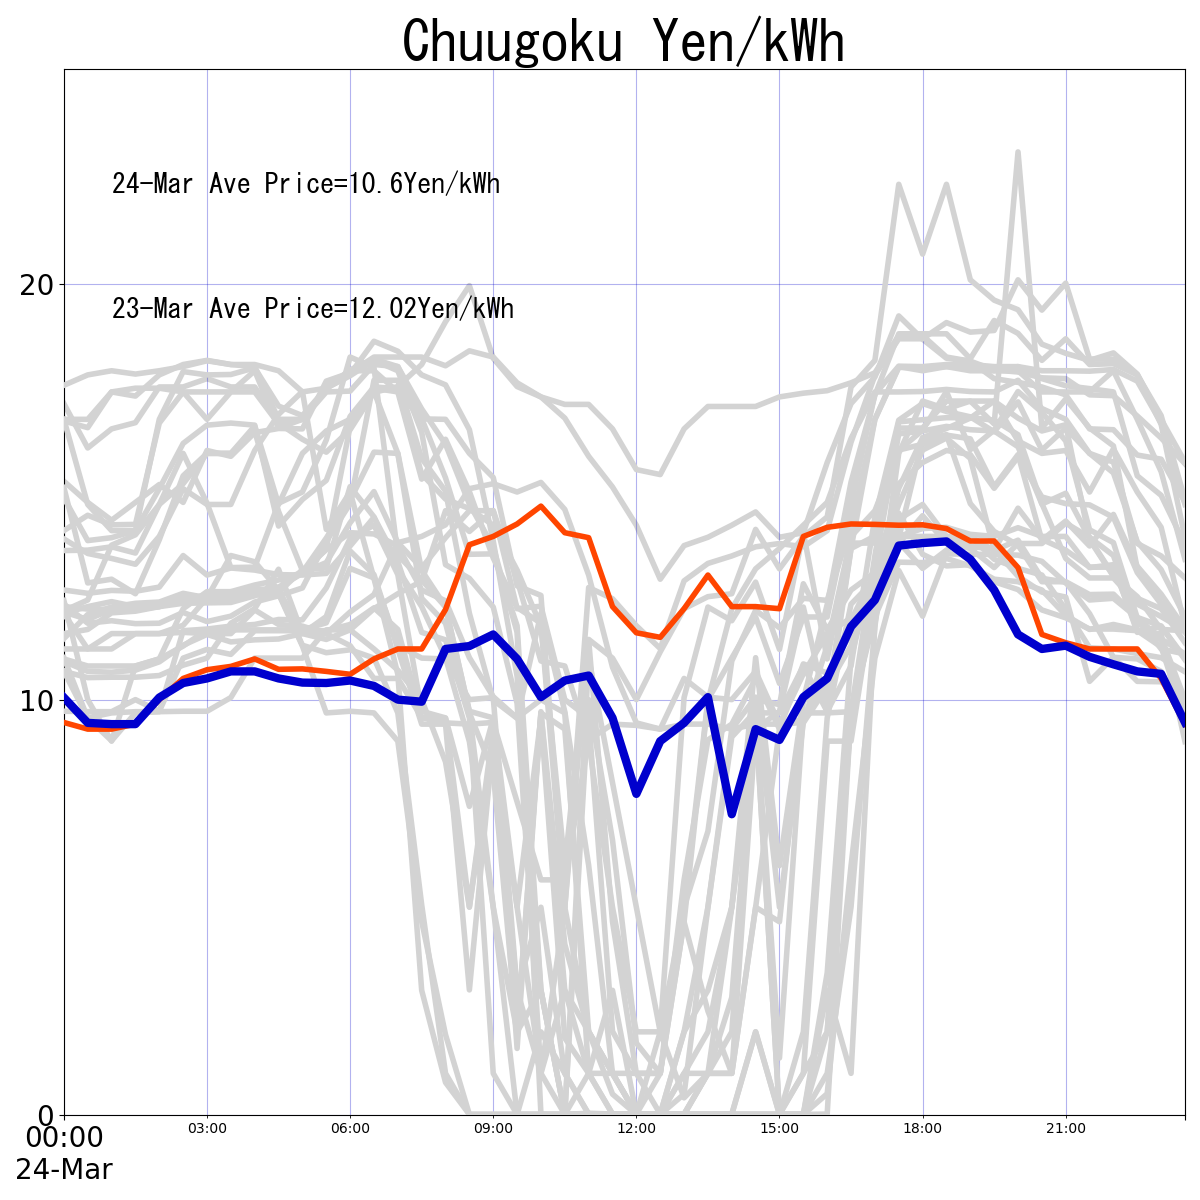 Chuugoku Yen/kWh
24-Mar Ave Price=10.6Yen/kWh
23-Mar Ave Price=12.02Yen/kWh
20
10
0
00:00 03:00 06:00 09:00 12:00 15:00 18:00 21:00
24-Mar